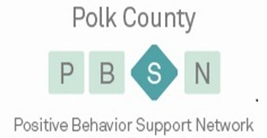 Polk County
P B S N
Positive Behavior Support Network